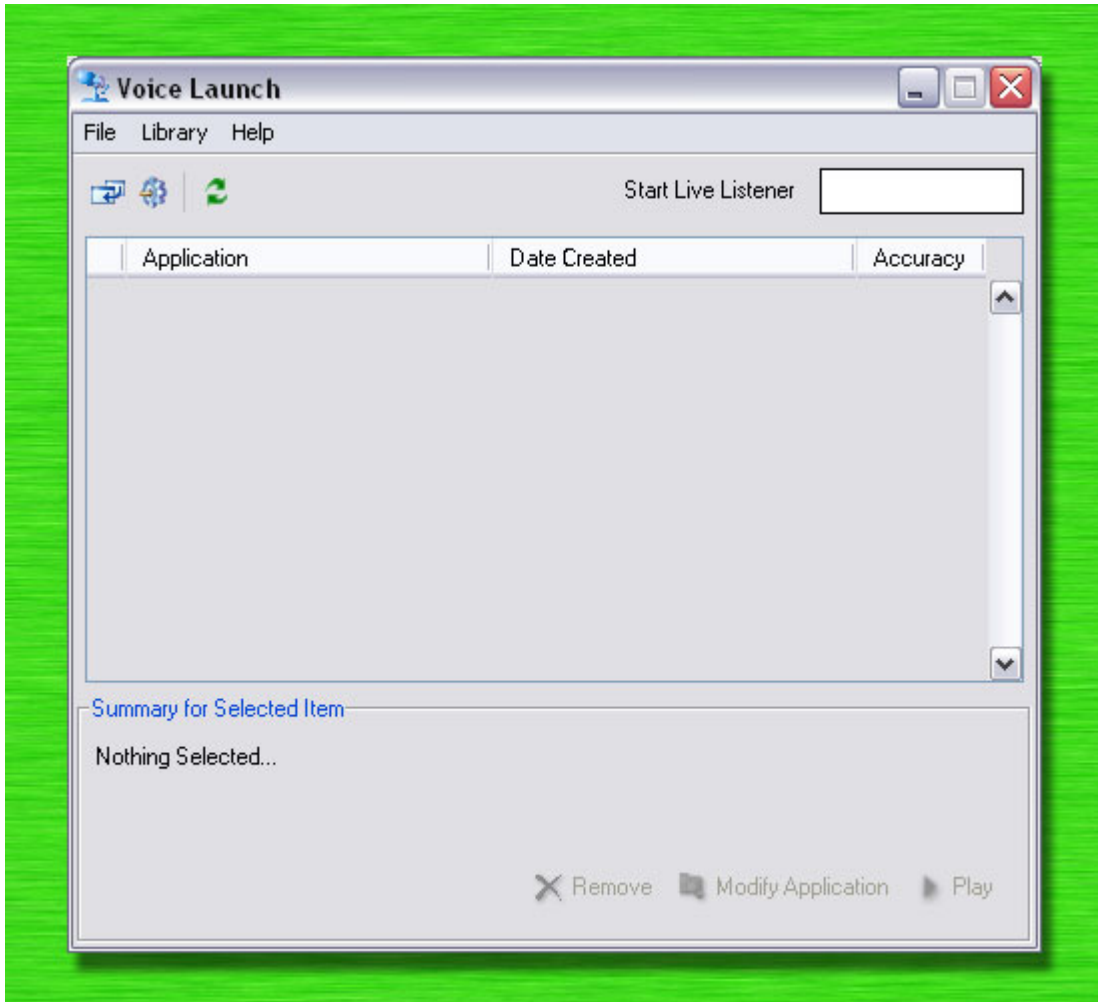 Voice Launch
File Library Help
Start Live Listener
Application Date Created Accuracy
Summary for Selected Item
Nothing Selected...
Remove Modify Application Play